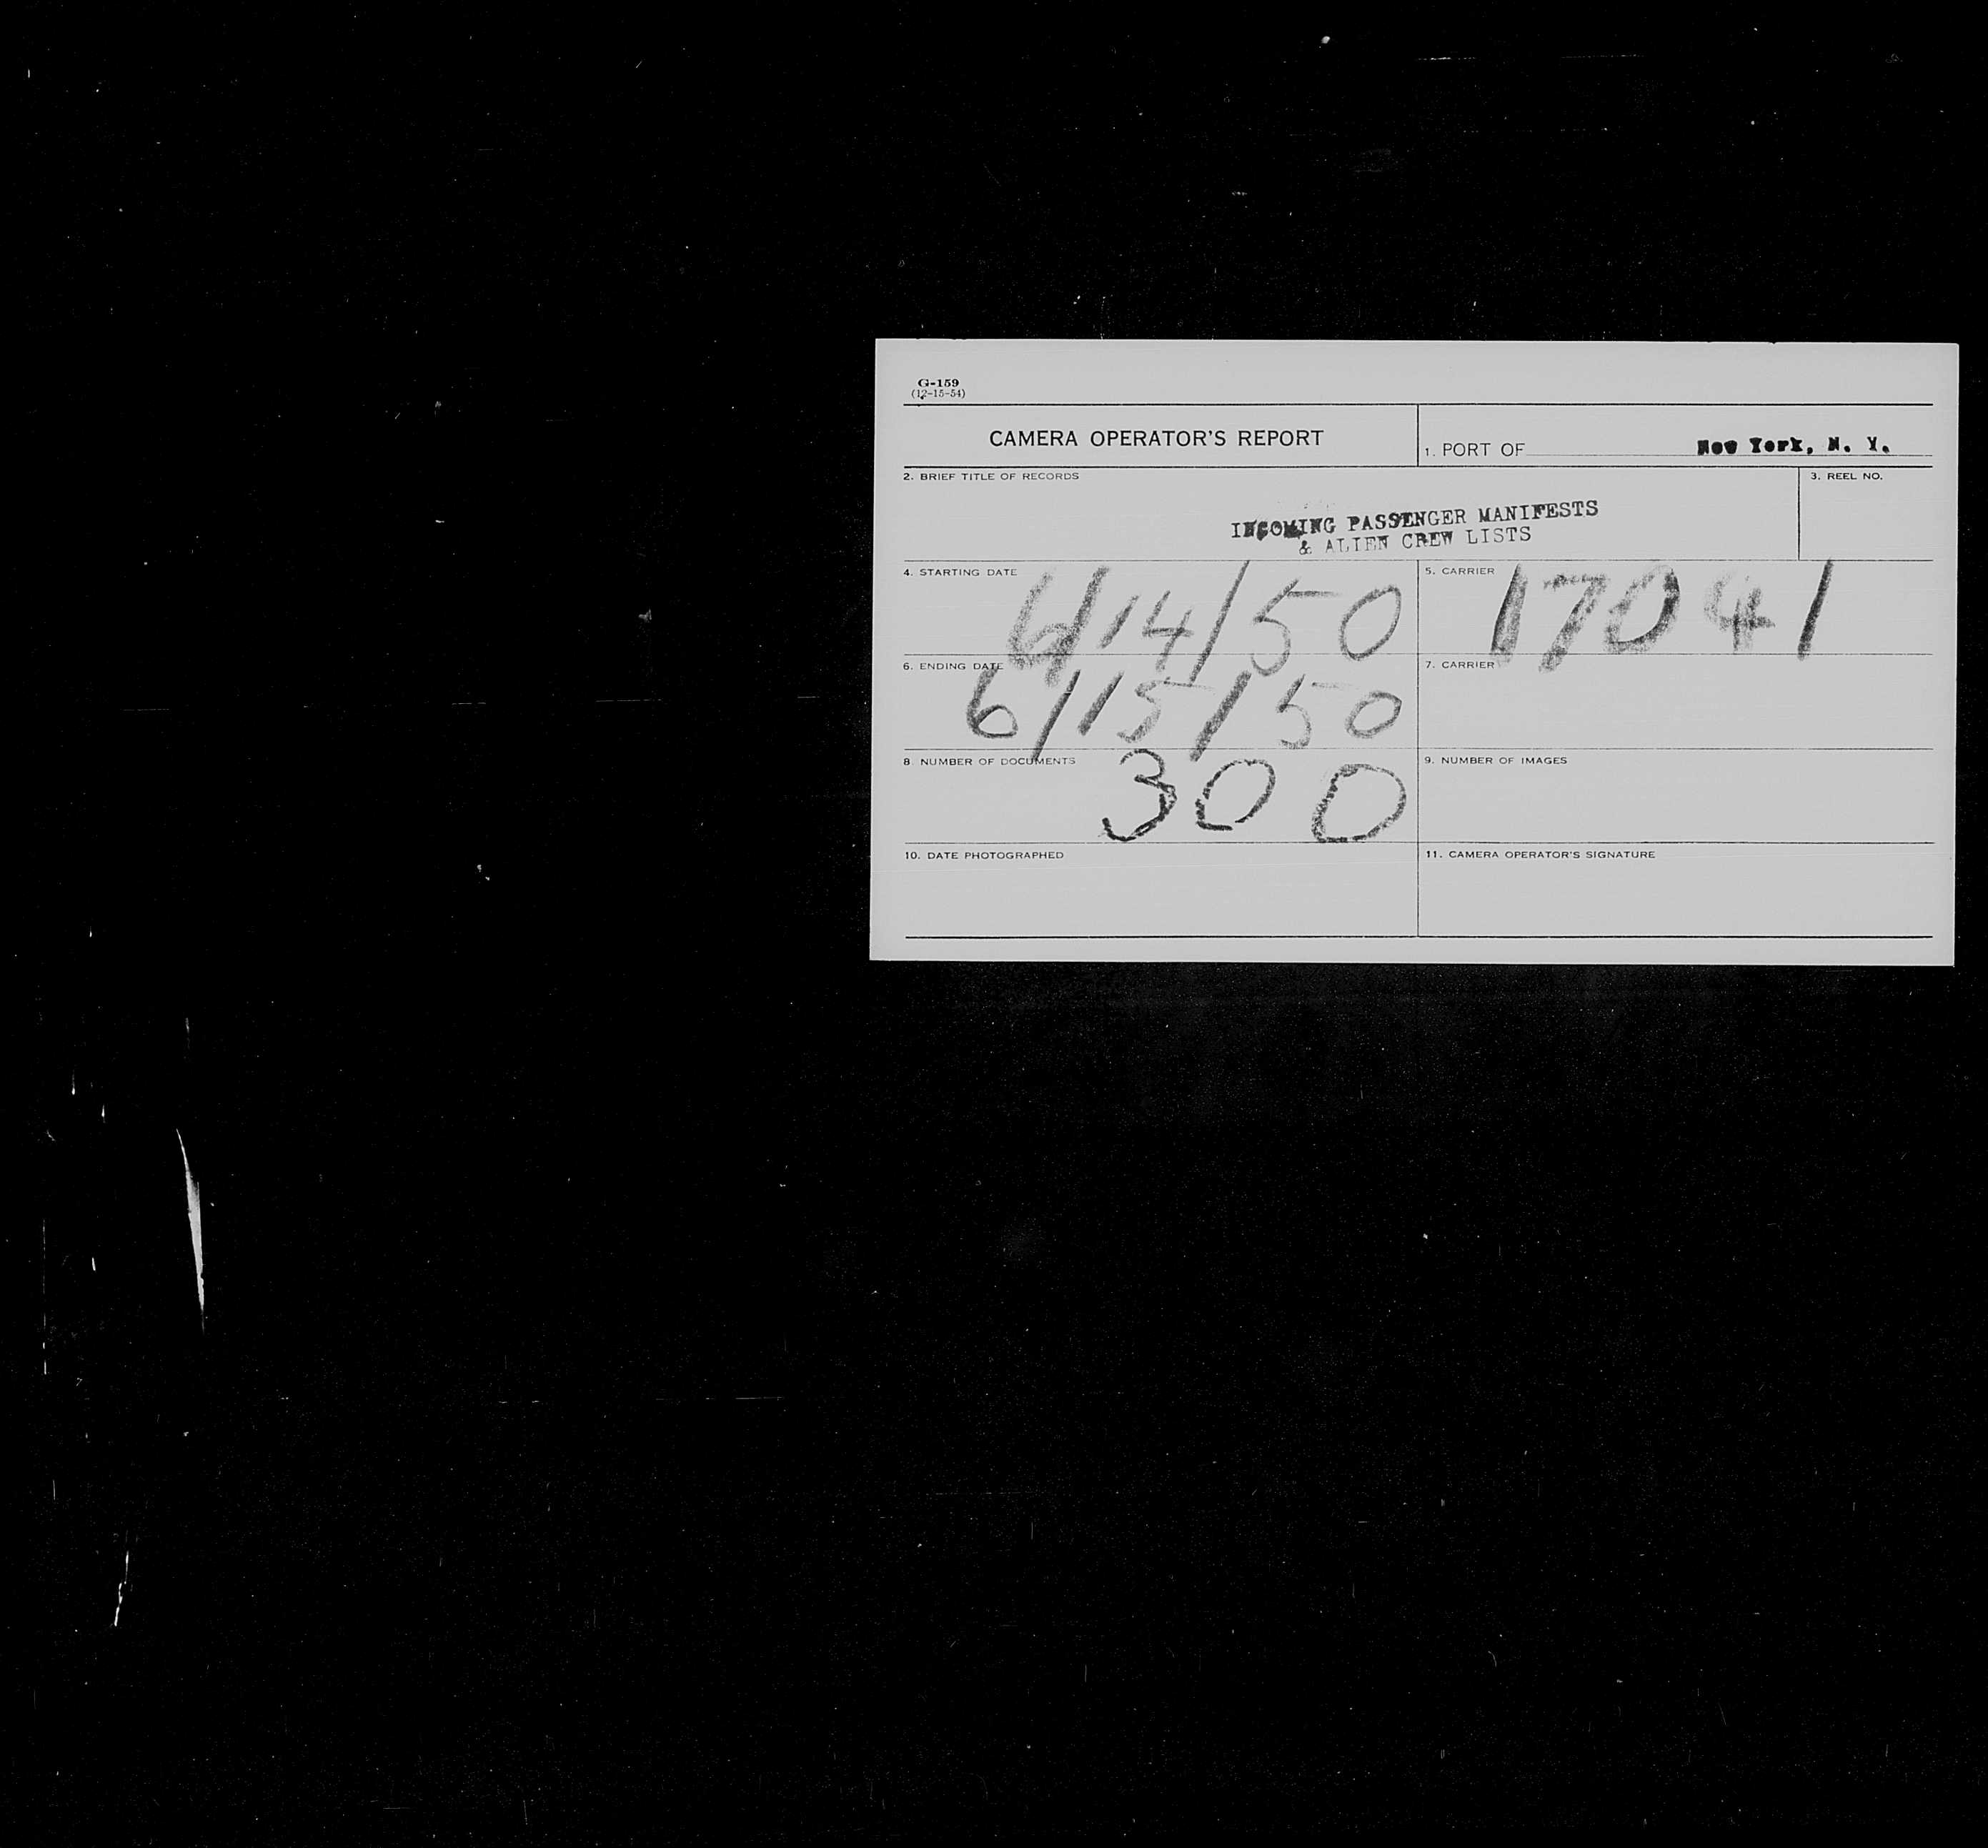 G-159
(12-15-54)
CAMERA OPERATOR'S REPORT
1. PORT OF New York, N. Y.
2. BRIEF TITLE OF RECORDS
3. REEL NO.
INCOMING PASSENGER MANIFESTS
& ALIEN CREW LISTS
4. STARTING DATE 6/14/50
5. CARRIER 17041
6. ENDING DATE 6/15/50
7. CARRIER
8. NUMBER OF DOCUMENTS 300
9. NUMBER OF IMAGES
10. DATE PHOTOGRAPHED
11. CAMERA OPERATOR'S SIGNATURE